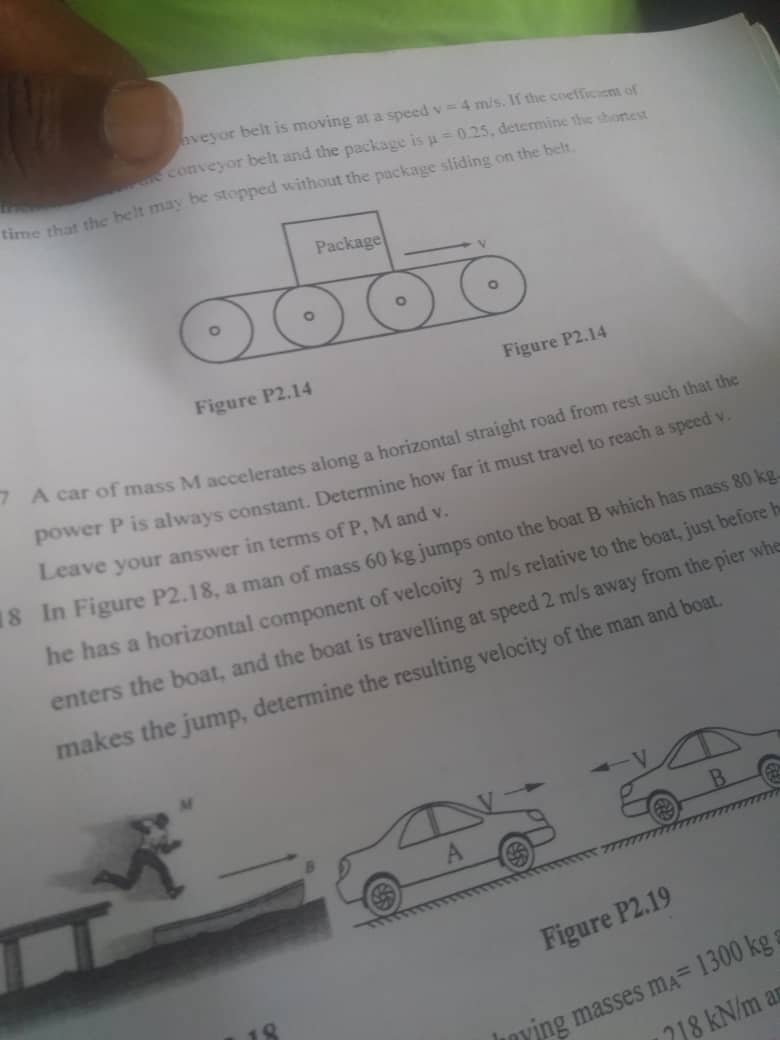 belt is moving at a speed v = 4 m/s. If the coefficient of
conveyor belt and the package is μ = 0.25, determine the shortest
time that the belt may be stopped without the package sliding on the belt.
Package
v
Figure P2.14
Figure P2.14
7 A car of mass M accelerates along a horizontal straight road from rest such that the
power P is always constant. Determine how far it must travel to reach a speed v.
Leave your answer in terms of P, M and v.
18 In Figure P2.18, a man of mass 60 kg jumps onto the boat B which has mass 80 kg.
he has a horizontal component of velcoity 3 m/s relative to the boat, just before h
enters the boat, and the boat is travelling at speed 2 m/s away from the pier whe
makes the jump, determine the resulting velocity of the man and boat.
M
B
V
A
V
B
Figure P2.19
18
masses mA= 1300 kg
218 kN/m